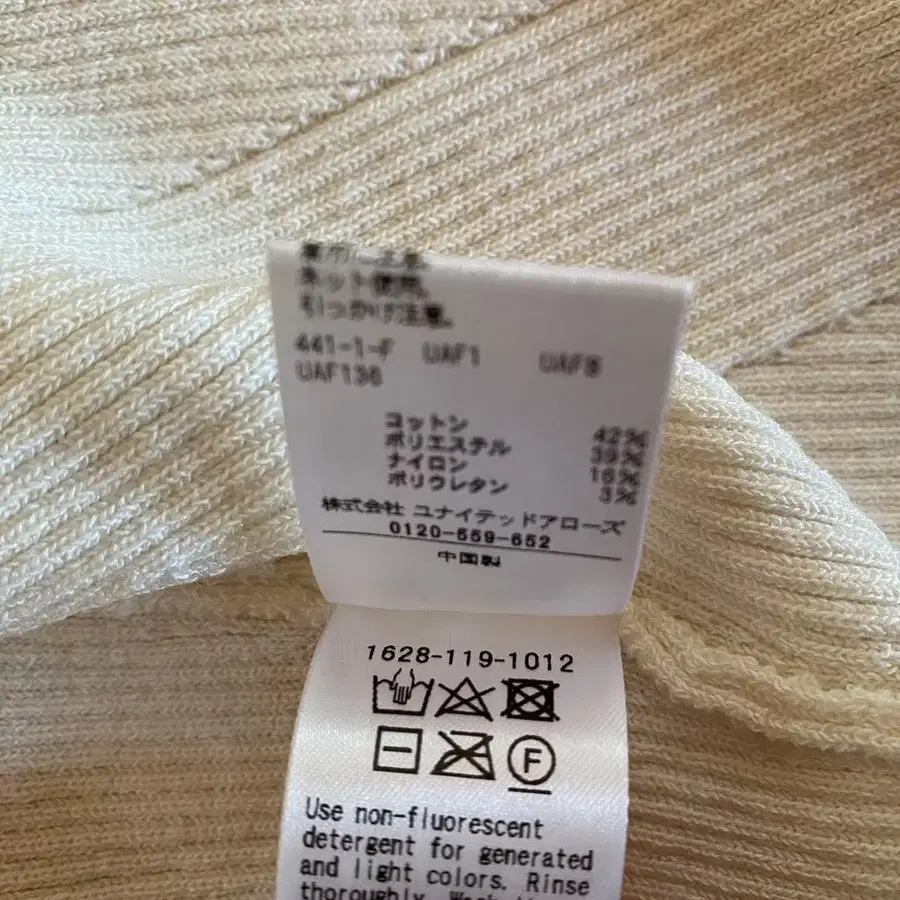 ネット使用。
引っかけ注意。
441-1-F UAF1 UAF8
UAF136
コットン 42%
ポリエステル 39%
ナイロン 16%
ポリウレタン 3%
株式会社 ユナイテッドアローズ
0120-559-652
中国製
1628-119-1012
F
Use non-fluorescent
detergent for generated
and light colors. Rinse
thoroughly.